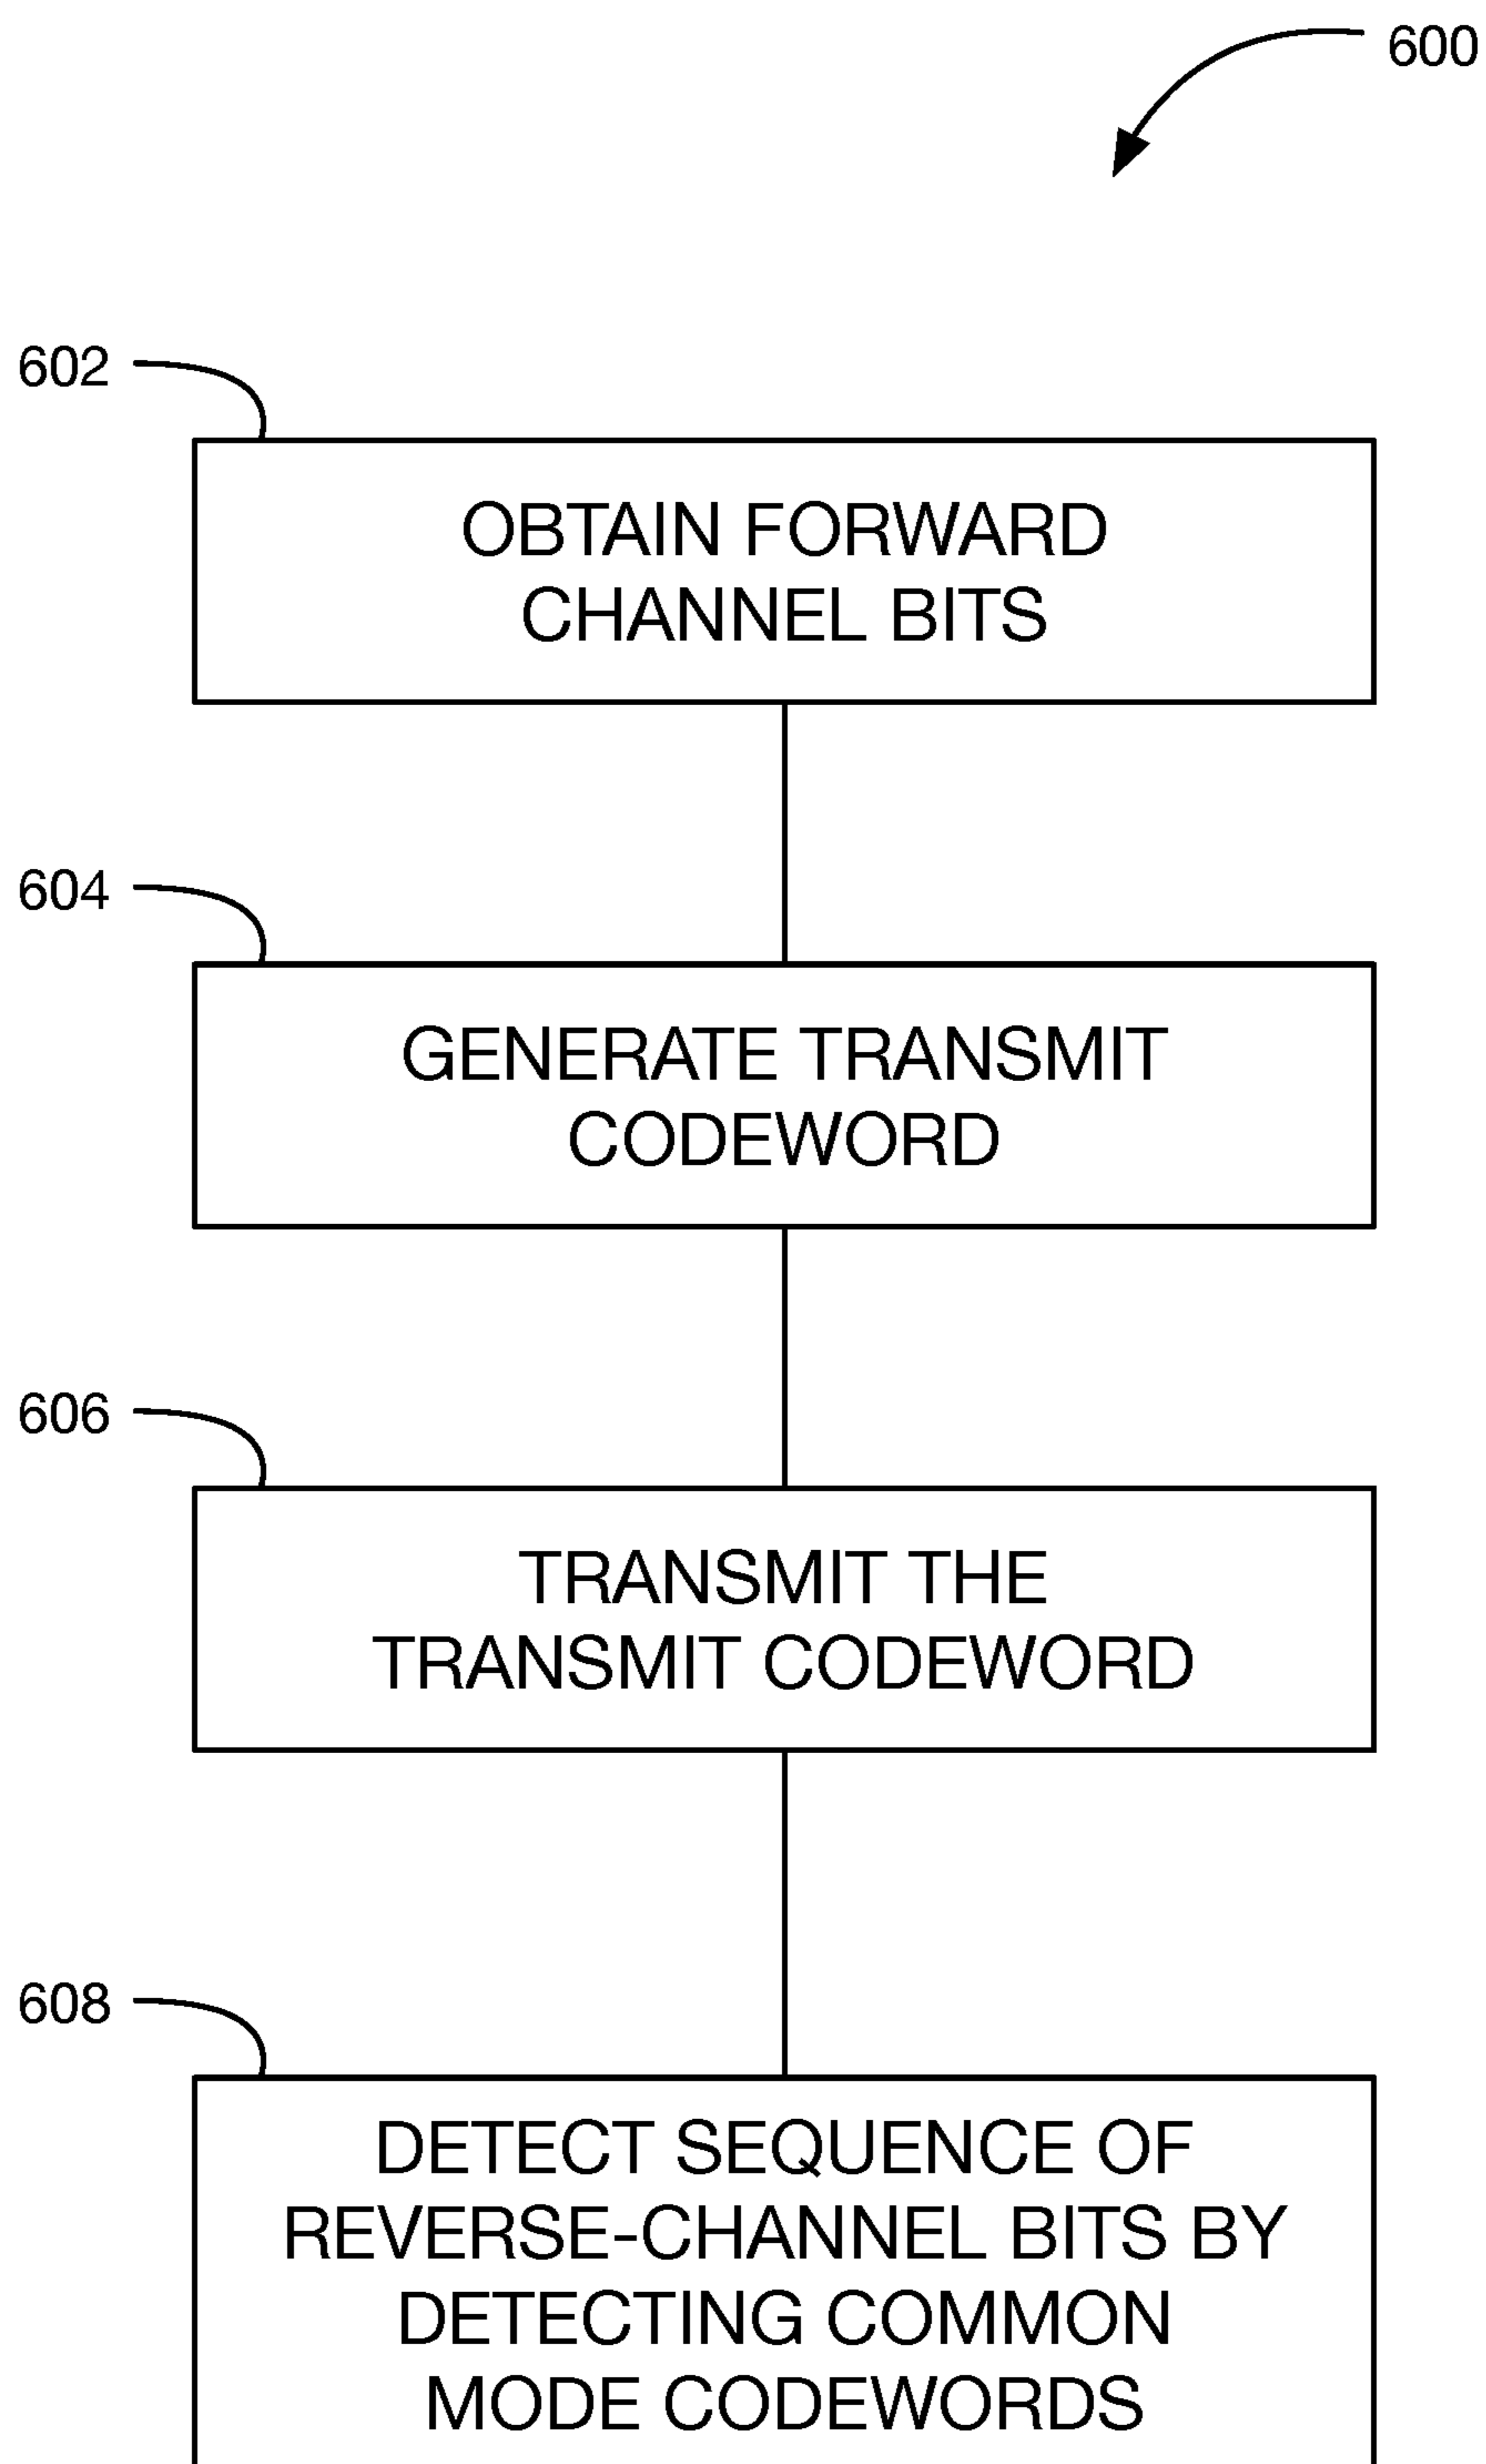 600
602
OBTAIN FORWARD
CHANNEL BITS
604
GENERATE TRANSMIT
CODEWORD
606
TRANSMIT THE
TRANSMIT CODEWORD
608
DETECT SEQUENCE OF
REVERSE-CHANNEL BITS BY
DETECTING COMMON
MODE CODEWORDS